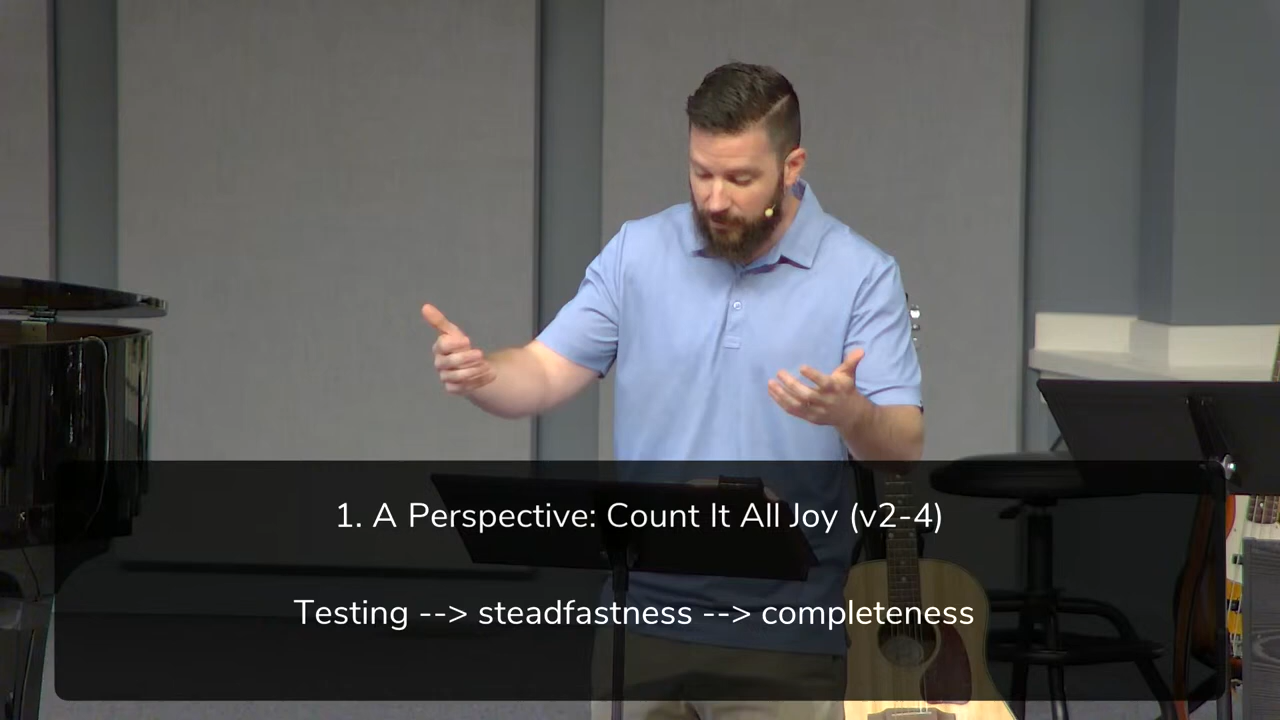 1. A Perspective: Count It All Joy (v2-4)
Testing --> steadfastness --> completeness